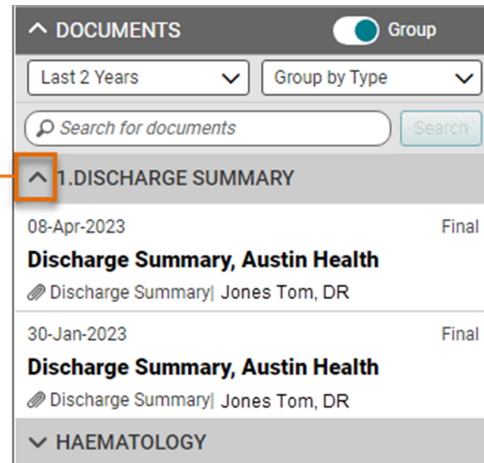 DOCUMENTS
Group
Last 2 Years
Group by Type
Search for documents
Search
1.DISCHARGE SUMMARY
08-Apr-2023
Final
Discharge Summary, Austin Health
Discharge Summary| Jones Tom, DR
30-Jan-2023
Final
Discharge Summary, Austin Health
Discharge Summary| Jones Tom, DR
HAEMATOLOGY